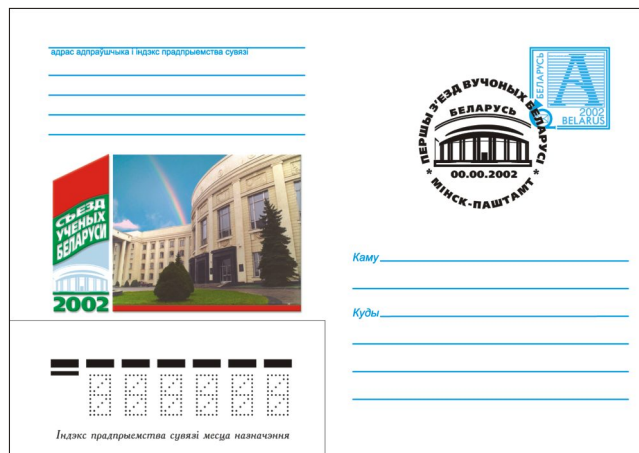 адрас адпраўшчыка і індэкс прадпрыемства сувязі
БЕЛАРУСЬ
А
2002
BELARUS
ПЕРШЫ З'ЕЗД ВУЧОНЫХ БЕЛАРУСІ
БЕЛАРУСЬ
00.00.2002
* МІНСК-ПАШТАМТ *
СЪЕЗД
УЧЕНЫХ
БЕЛАРУСИ
2002
Каму
Куды
Індэкс прадпрыемства сувязі месца назначэння